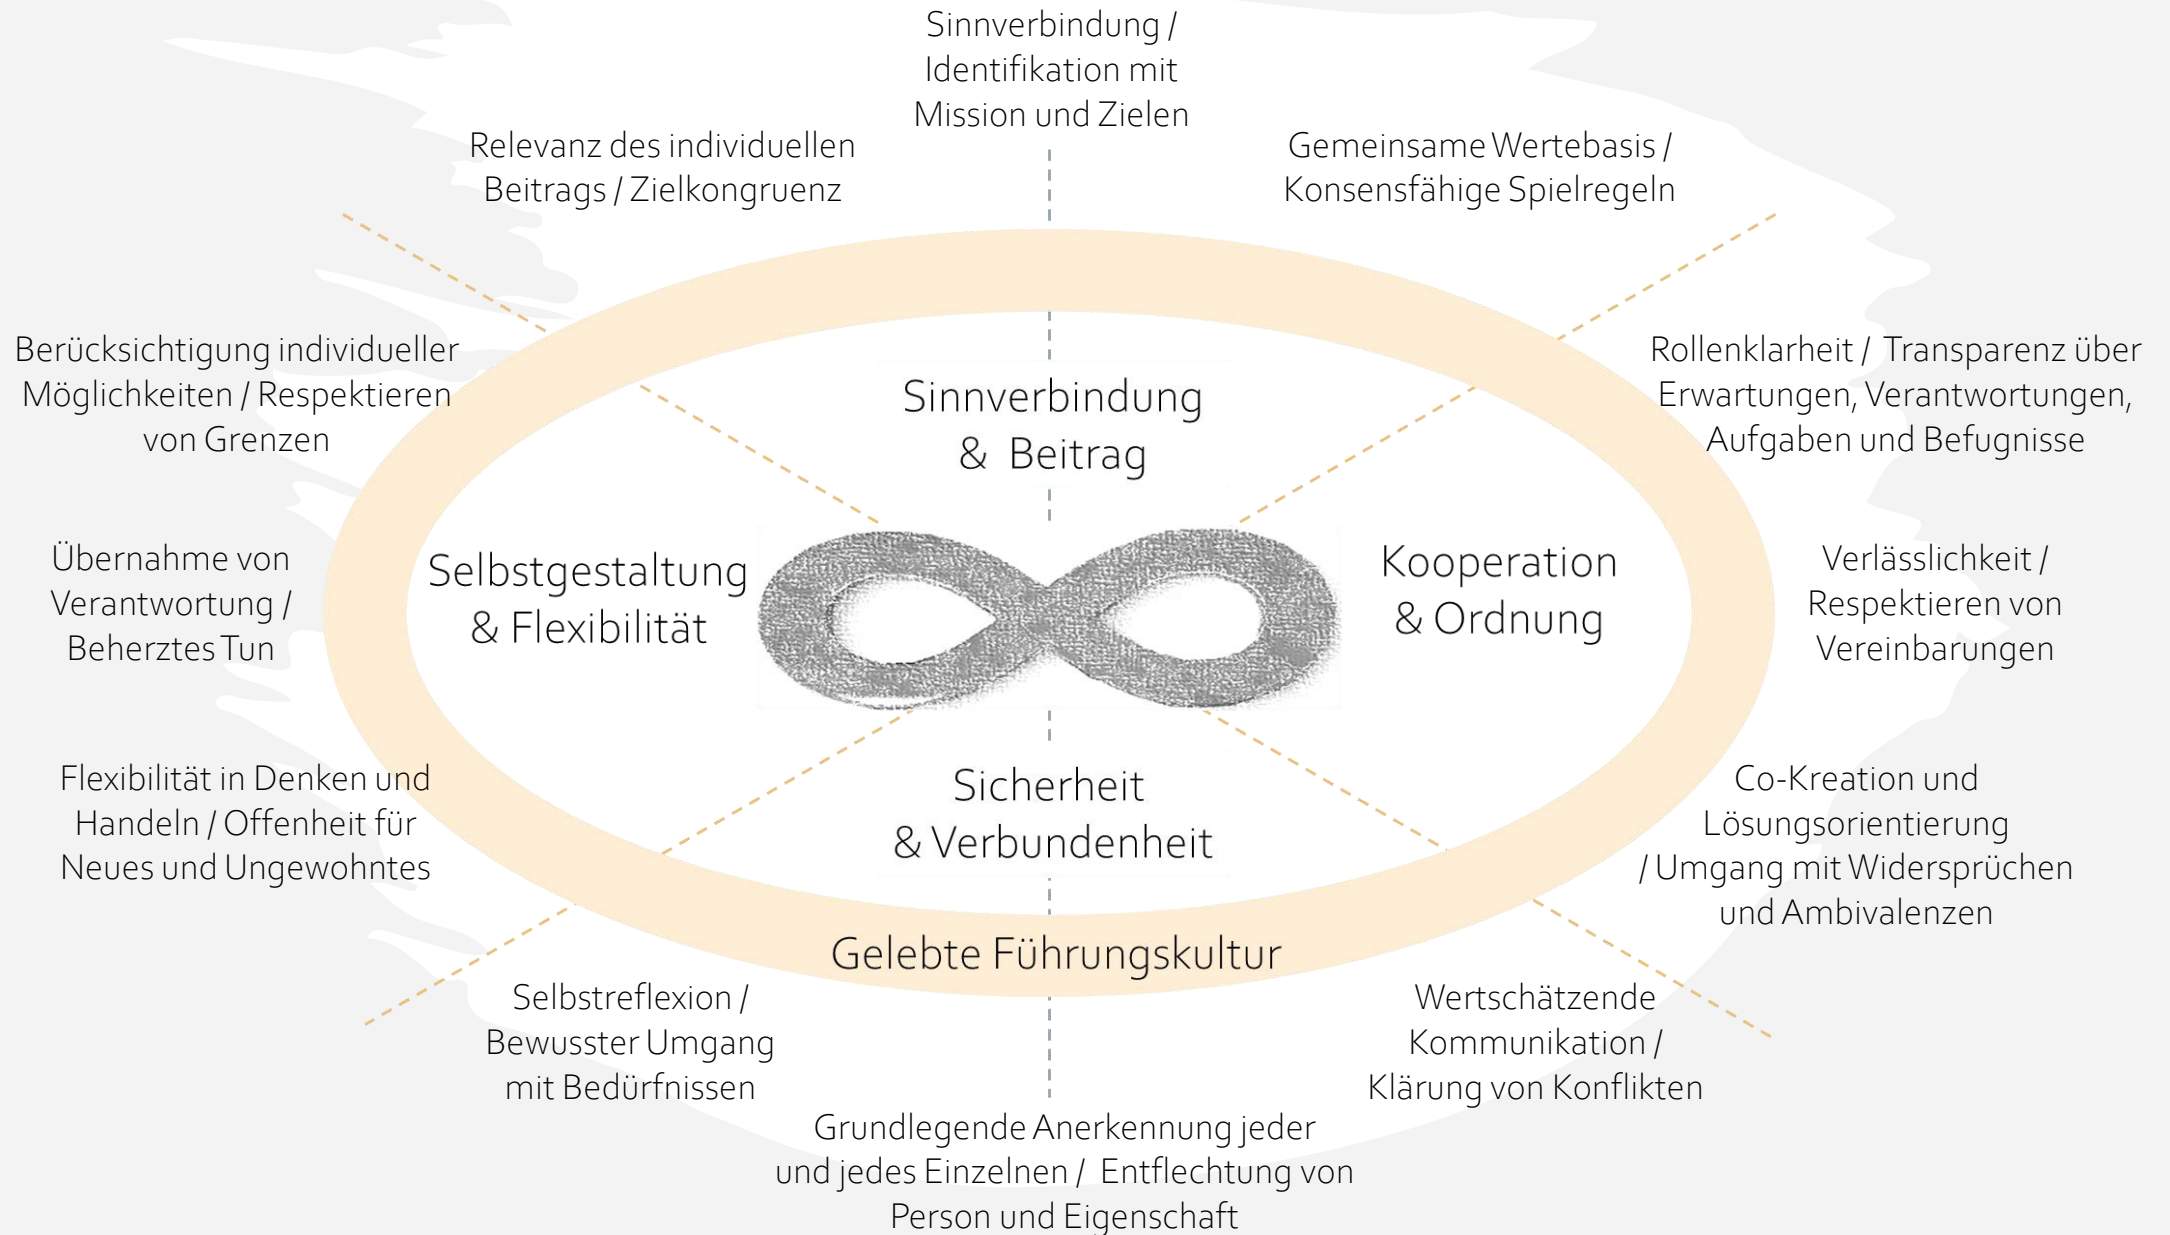 Sinnverbindung /
Identifikation mit
Mission und Zielen
Relevanz des individuellen
Beitrags / Zielkongruenz
Gemeinsame Wertebasis /
Konsensfähige Spielregeln
Berücksichtigung individueller
Möglichkeiten / Respektieren
von Grenzen
Rollenklarheit / Transparenz über
Erwartungen, Verantwortungen,
Aufgaben und Befugnisse
Sinnverbindung
& Beitrag
Übernahme von
Verantwortung /
Beherztes Tun
Selbstgestaltung
& Flexibilität
Kooperation
& Ordnung
Verlässlichkeit /
Respektieren von
Vereinbarungen
Flexibilität in Denken und
Handeln / Offenheit für
Neues und Ungewohntes
Sicherheit
& Verbundenheit
Co-Kreation und
Lösungsorientierung
/ Umgang mit Widersprüchen
und Ambivalenzen
Gelebte Führungskultur
Selbstreflexion /
Bewusster Umgang
mit Bedürfnissen
Wertschätzende
Kommunikation /
Klärung von Konflikten
Grundlegende Anerkennung jeder
und jedes Einzelnen / Entflechtung von
Person und Eigenschaft